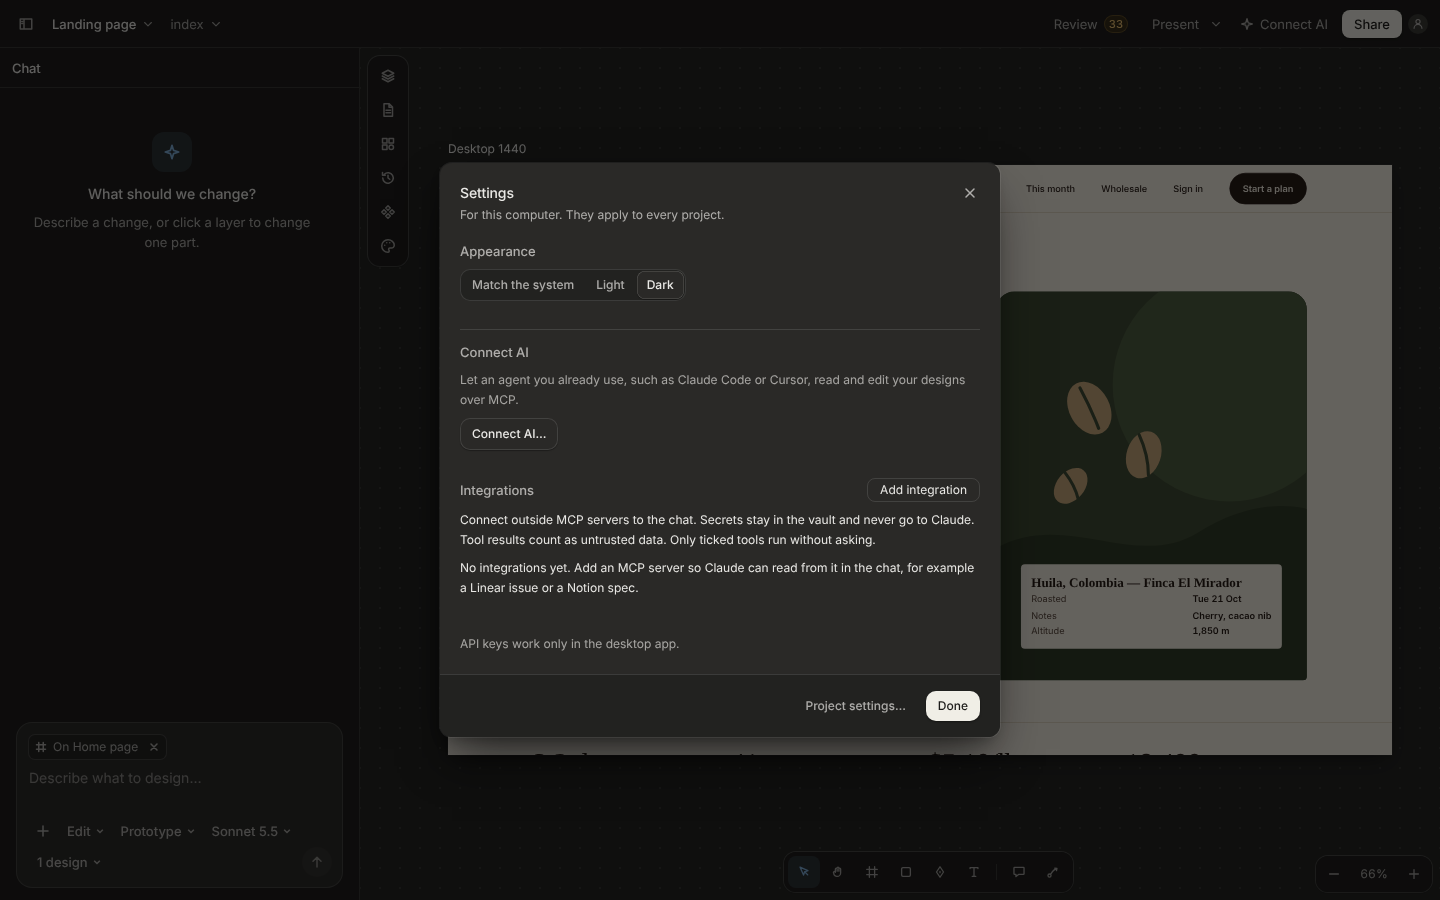 Landing page
index
Review 33
Present
Connect AI
Share
Chat
What should we change?
Describe a change, or click a layer to change
one part.
Desktop 1440
This month
Wholesale
Sign in
Start a plan
Settings
For this computer. They apply to every project.
Appearance
Match the system
Light
Dark
Connect AI
Let an agent you already use, such as Claude Code or Cursor, read and edit your designs
over MCP.
Connect AI...
Integrations
Add integration
Connect outside MCP servers to the chat. Secrets stay in the vault and never go to Claude.
Tool results count as untrusted data. Only ticked tools run without asking.
No integrations yet. Add an MCP server so Claude can read from it in the chat, for example
a Linear issue or a Notion spec.
API keys work only in the desktop app.
Project settings...
Done
Huila, Colombia — Finca El Mirador
Roasted Tue 21 Oct
Notes Cherry, cacao nib
Altitude 1,850 m
On Home page
Describe what to design...
Edit
Prototype
Sonnet 5.5
1 design
66%